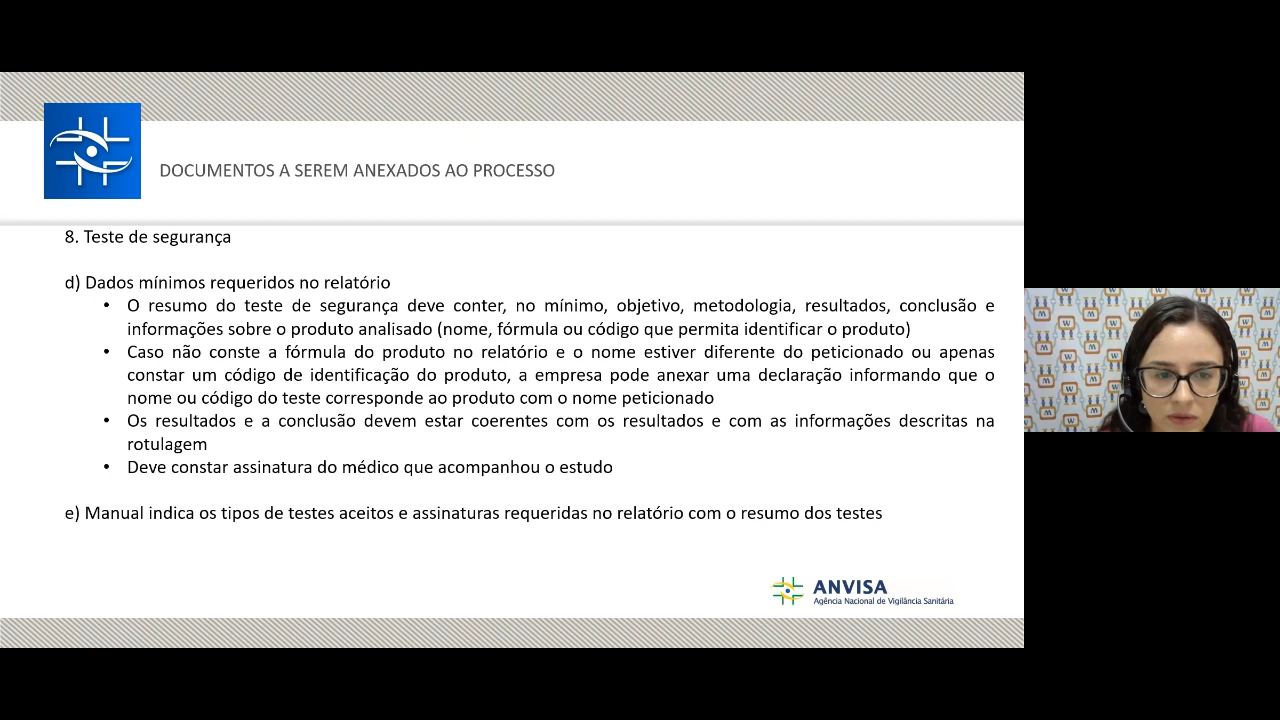 DOCUMENTOS A SEREM ANEXADOS AO PROCESSO
8. Teste de segurança
d) Dados mínimos requeridos no relatório
• O resumo do teste de segurança deve conter, no mínimo, objetivo, metodologia, resultados, conclusão e
informações sobre o produto analisado (nome, fórmula ou código que permita identificar o produto)
• Caso não conste a fórmula do produto no relatório e o nome estiver diferente do peticionado ou apenas
constar um código de identificação do produto, a empresa pode anexar uma declaração informando que o
nome ou código do teste corresponde ao produto com o nome peticionado
• Os resultados e a conclusão devem estar coerentes com os resultados e com as informações descritas na
rotulagem
• Deve constar assinatura do médico que acompanhou o estudo
e) Manual indica os tipos de testes aceitos e assinaturas requeridas no relatório com o resumo dos testes
ANVISA
Agência Nacional de Vigilância Sanitária